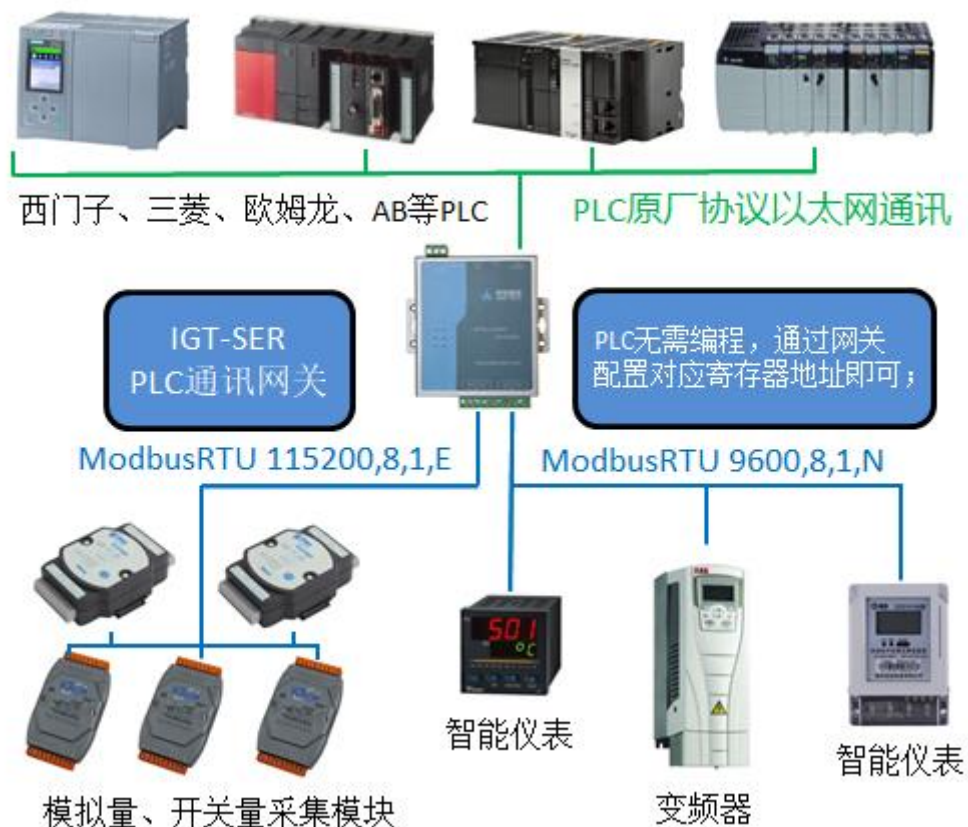 西门子、三菱、欧姆龙、AB等PLC
PLC原厂协议以太网通讯
IGT-SER
PLC通讯网关
PLC无需编程，通过网关
配置对应寄存器地址即可；
ModbusRTU 115200,8,1,E
ModbusRTU 9600,8,1,N
501
°C
ABB
智能仪表
智能仪表
模拟量、开关量采集模块
变频器